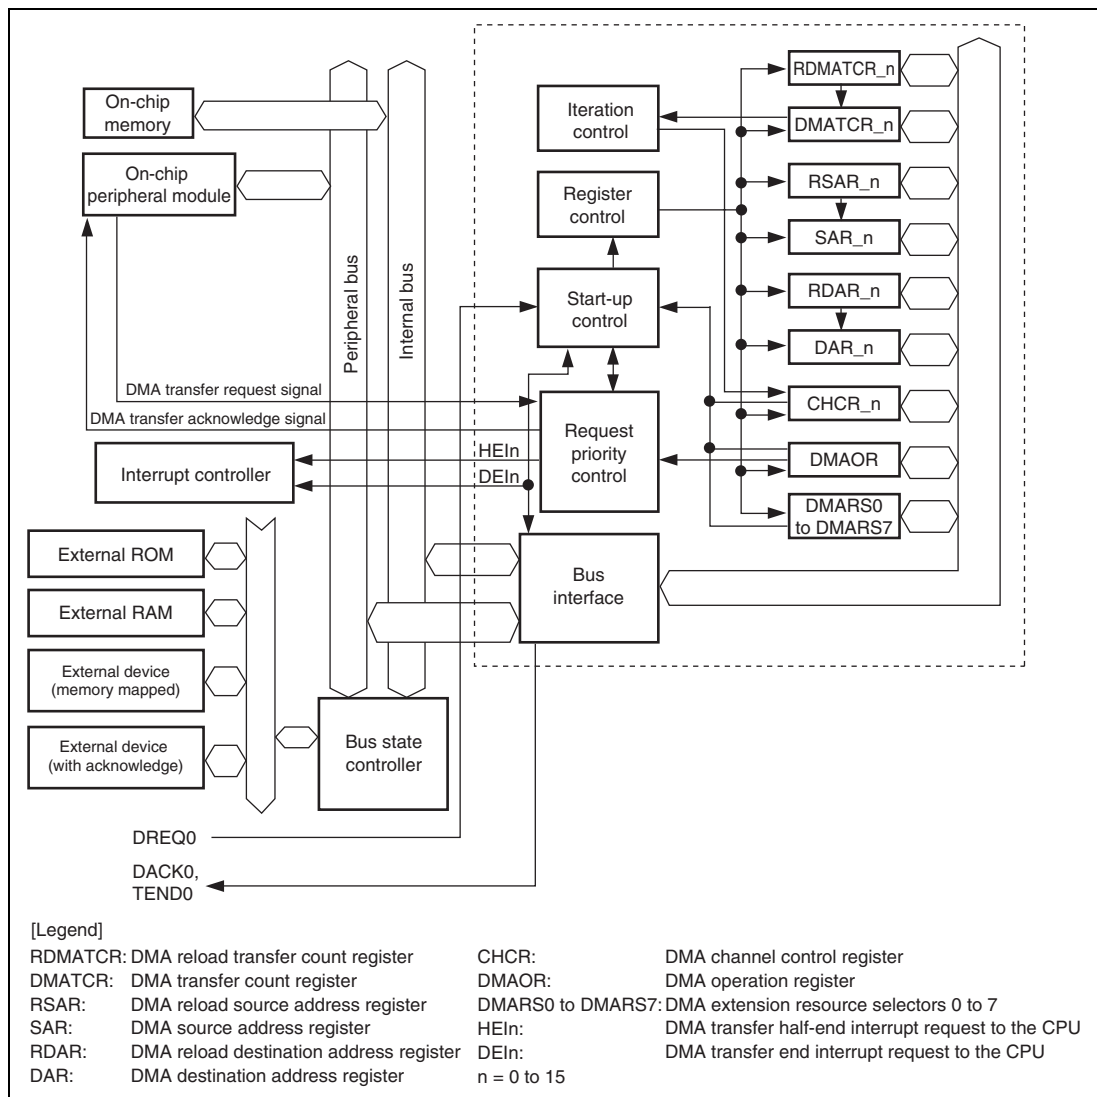 On-chip
memory
On-chip
peripheral module
Peripheral bus
Internal bus
DMA transfer request signal
DMA transfer acknowledge signal
Interrupt controller
HEIn
DEIn
External ROM
External RAM
External device
(memory mapped)
External device
(with acknowledge)
Bus state
controller
DREQ0
DACK0,
TEND0
Iteration
control
Register
control
Start-up
control
Request
priority
control
Bus
interface
RDMATCR_n
DMATCR_n
RSAR_n
SAR_n
RDAR_n
DAR_n
CHCR_n
DMAOR
DMARS0
to DMARS7
[Legend]
RDMATCR: DMA reload transfer count register
DMATCR: DMA transfer count register
RSAR: DMA reload source address register
SAR: DMA source address register
RDAR: DMA reload destination address register
DAR: DMA destination address register
CHCR: DMA channel control register
DMAOR: DMA operation register
DMARS0 to DMARS7: DMA extension resource selectors 0 to 7
HEIn: DMA transfer half-end interrupt request to the CPU
DEIn: DMA transfer end interrupt request to the CPU
n = 0 to 15